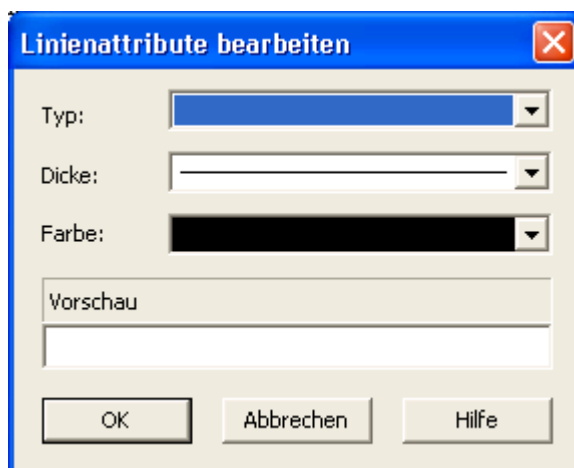 Linienattribute bearbeiten
Typ:
Dicke:
Farbe:
Vorschau
OK Abbrechen Hilfe